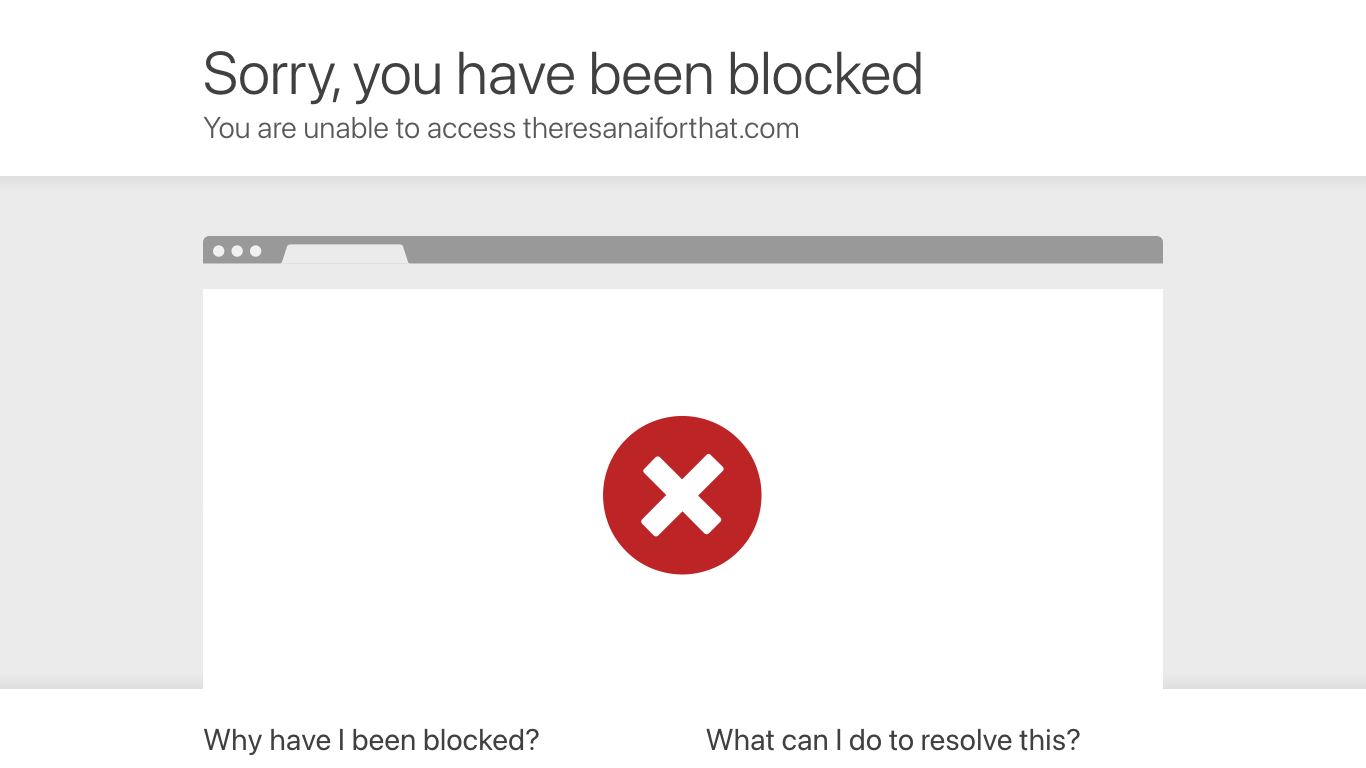 Sorry, you have been blocked
You are unable to access theresanaiforthat.com
Why have I been blocked?
What can I do to resolve this?